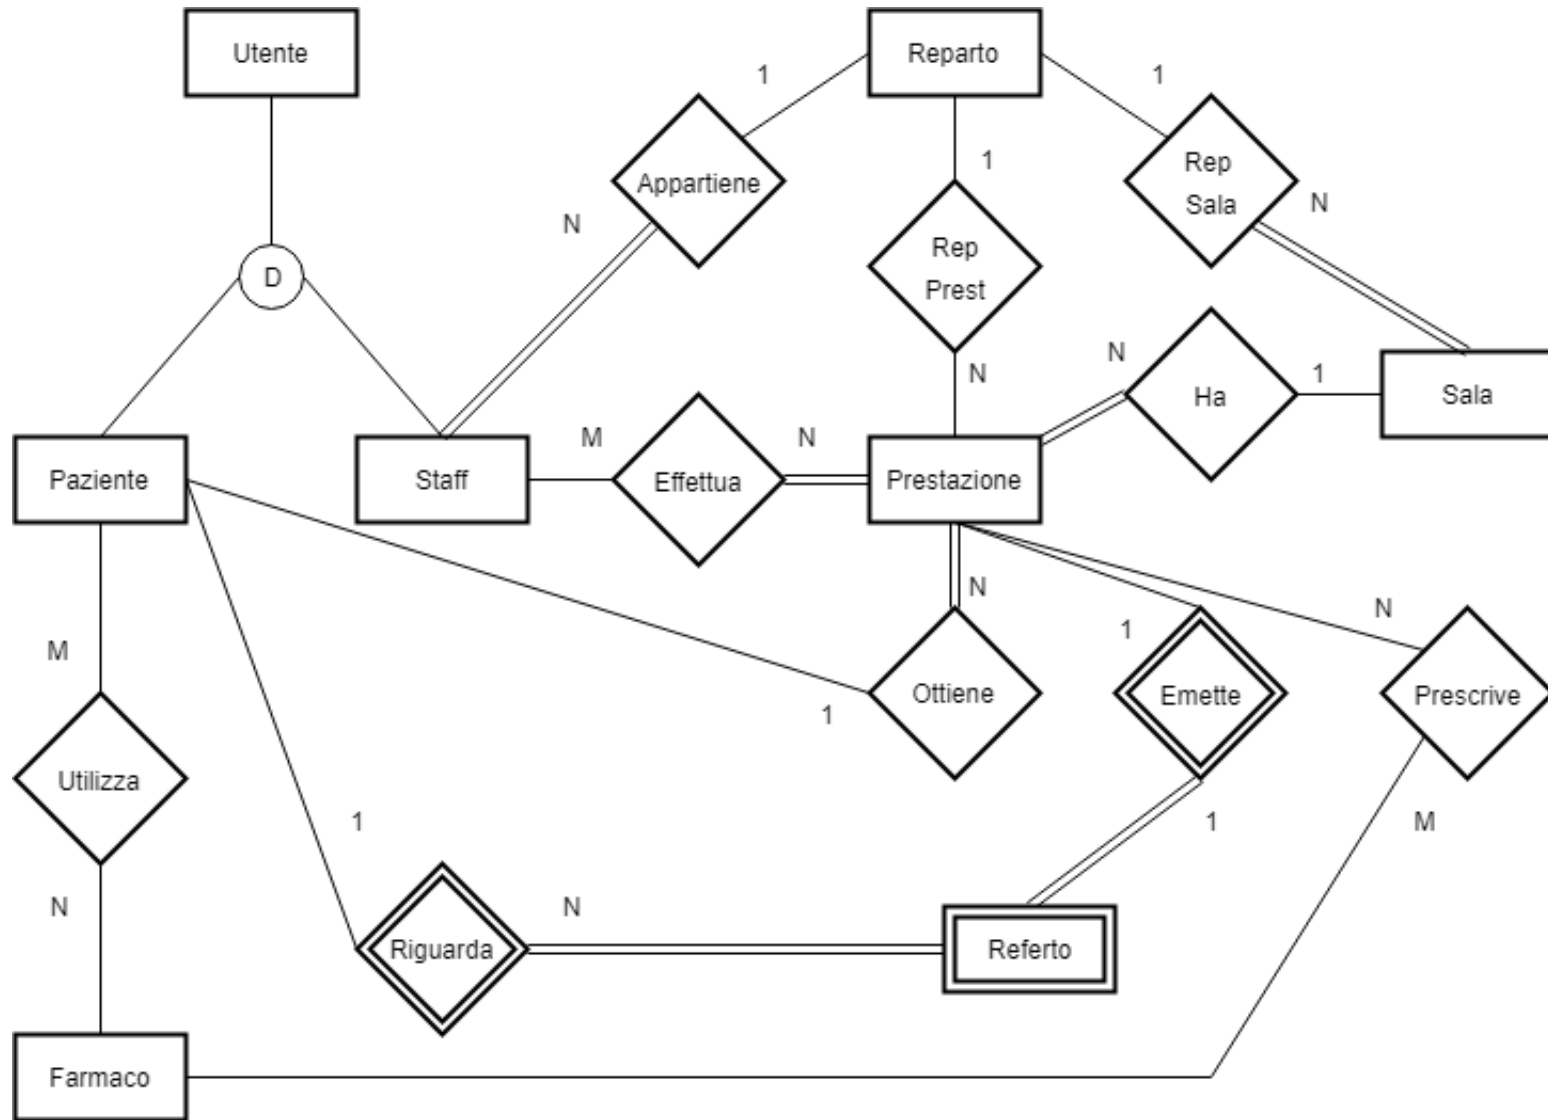 Utente
Reparto
1
1
Appartiene
Rep
Sala
1
N
N
Rep
Prest
D
N
N
1
Ha
Sala
M
N
Paziente
Staff
Effettua
Prestazione
N
N
1
M
Ottiene
Emette
Prescrive
1
Utilizza
1
1
M
N
N
Riguarda
Referto
Farmaco